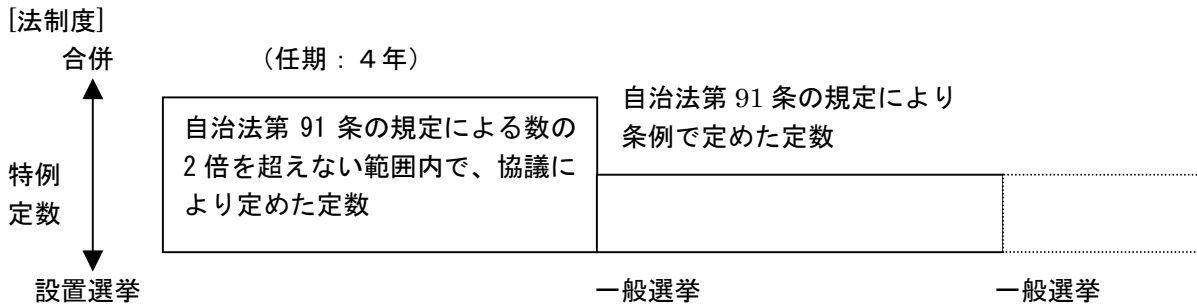 [法制度]
合併　（任期：４年）
自治法第 91 条の規定による数の
2 倍を超えない範囲内で、協議に
より定めた定数
自治法第 91 条の規定により
条例で定めた定数
特例
定数
設置選挙　一般選挙　一般選挙